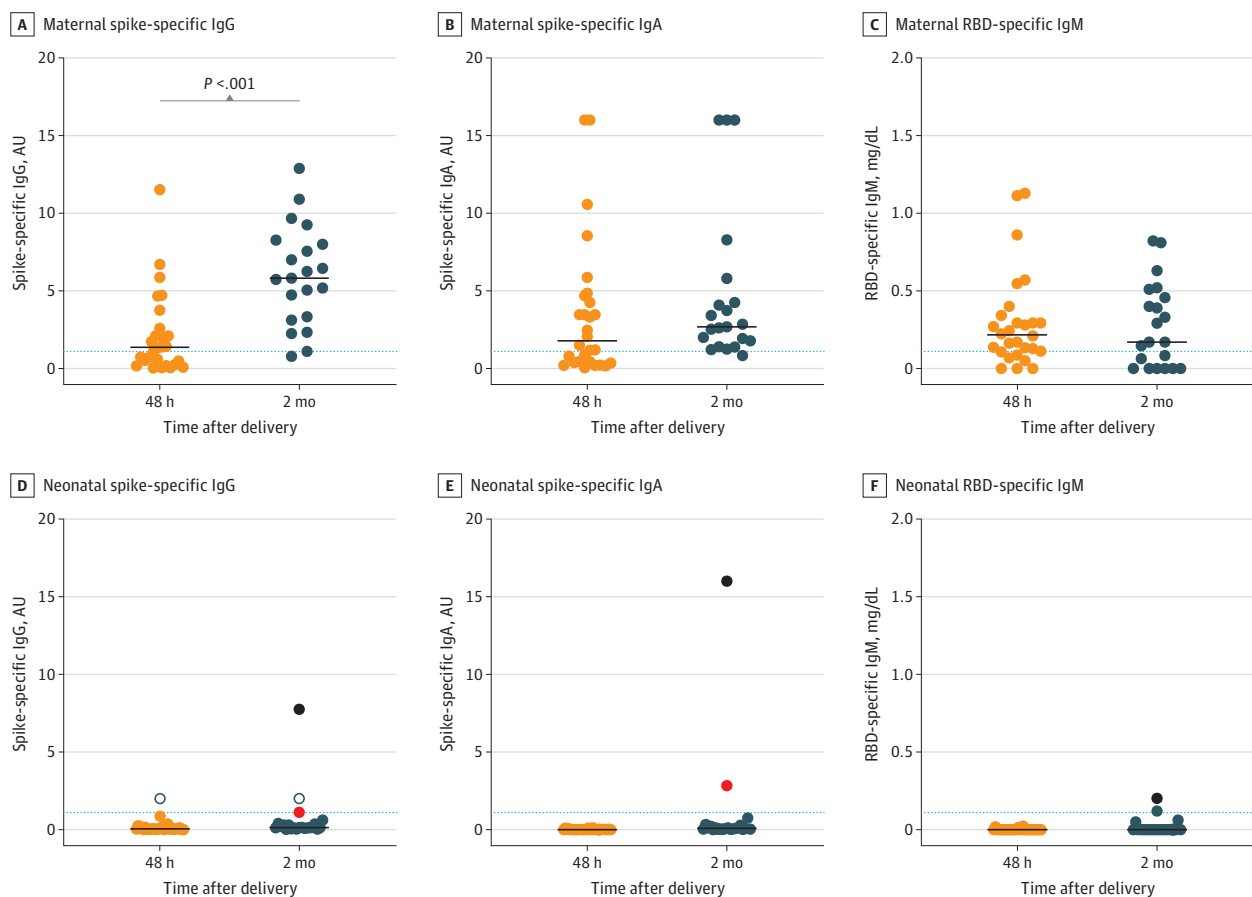 A Maternal spike-specific IgG
20
15
10
5
0
Spike-specific IgG, AU
P <.001
48 h 2 mo
Time after delivery
B Maternal spike-specific IgA
20
15
10
5
0
Spike-specific IgA, AU
48 h 2 mo
Time after delivery
C Maternal RBD-specific IgM
2.0
1.5
1.0
0.5
0
RBD-specific IgM, mg/dL
48 h 2 mo
Time after delivery
D Neonatal spike-specific IgG
20
15
10
5
0
Spike-specific IgG, AU
48 h 2 mo
Time after delivery
E Neonatal spike-specific IgA
20
15
10
5
0
Spike-specific IgA, AU
48 h 2 mo
Time after delivery
F Neonatal RBD-specific IgM
2.0
1.5
1.0
0.5
0
RBD-specific IgM, mg/dL
48 h 2 mo
Time after delivery